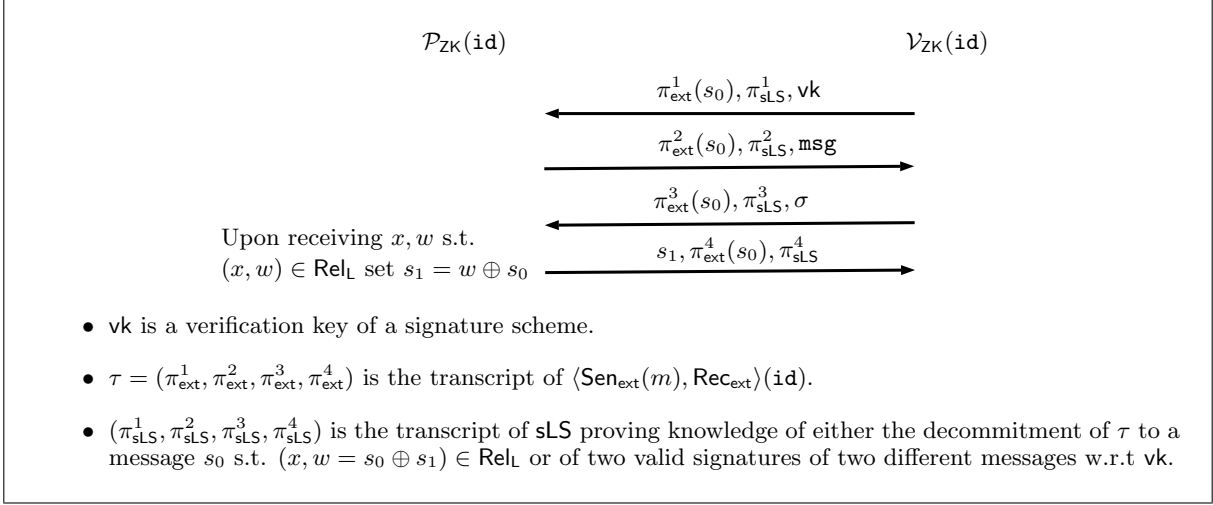 𝒫_ZK(id) 𝒱_ZK(id)
π¹_ext(s₀), π¹_sLS, vk
π²_ext(s₀), π²_sLS, msg
π³_ext(s₀), π³_sLS, σ
Upon receiving x, w s.t.
(x, w) ∈ Rel_L set s₁ = w ⊕ s₀
s₁, π⁴_ext(s₀), π⁴_sLS
• vk is a verification key of a signature scheme.
• τ = (π¹_ext, π²_ext, π³_ext, π⁴_ext) is the transcript of ⟨Sen_ext(m), Rec_ext⟩(id).
• (π¹_sLS, π²_sLS, π³_sLS, π⁴_sLS) is the transcript of sLS proving knowledge of either the decommitment of τ to a
message s₀ s.t. (x, w = s₀ ⊕ s₁) ∈ Rel_L or of two valid signatures of two different messages w.r.t vk.